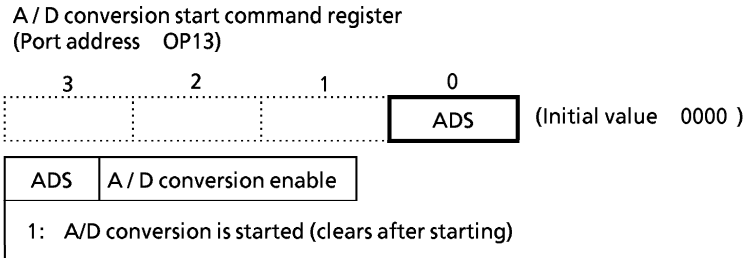 A / D conversion start command register
(Port address OP13)
3 2 1 0
ADS (Initial value 0000 )
ADS A / D conversion enable
1: A/D conversion is started (clears after starting)